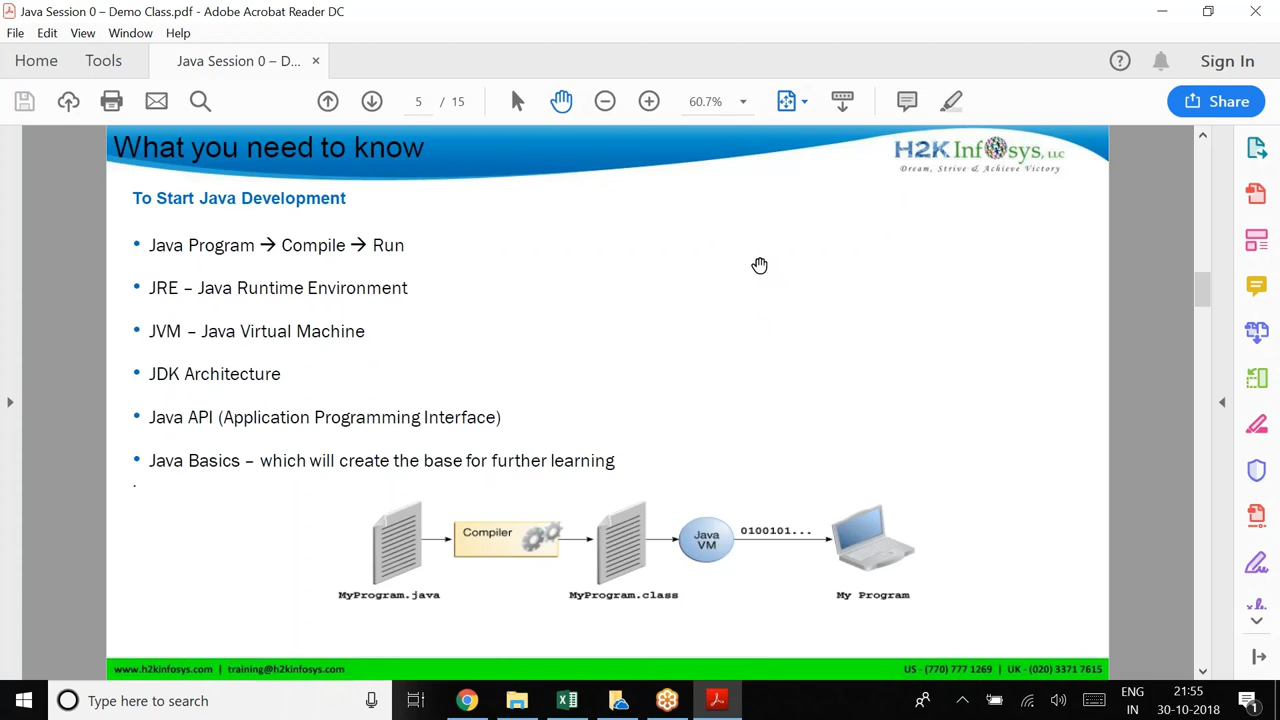 Java Session 0 – Demo Class.pdf - Adobe Acrobat Reader DC
File Edit View Window Help
Home Tools Java Session 0 – D... × Sign In
5 / 15 60.7% Share
What you need to know
H2K Infosys, LLC
Dream, Strive & Achieve Victory
To Start Java Development
• Java Program → Compile → Run
• JRE – Java Runtime Environment
• JVM – Java Virtual Machine
• JDK Architecture
• Java API (Application Programming Interface)
• Java Basics – which will create the base for further learning
.
Compiler
Java
VM
0100101...
MyProgram.java MyProgram.class My Program
www.h2kinfosys.com | training@h2kinfosys.com US - (770) 777 1269 | UK - (020) 3371 7615
Type here to search
ENG
IN
21:55
30-10-2018
1